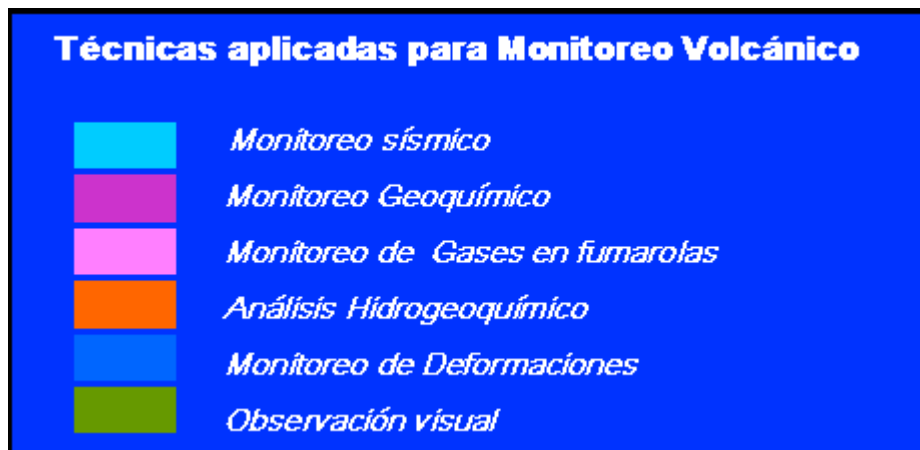 Técnicas aplicadas para Monitoreo Volcánico
Monitoreo sísmico
Monitoreo Geoquímico
Monitoreo de Gases en fumarolas
Análisis Hidrogeoquímico
Monitoreo de Deformaciones
Observación visual